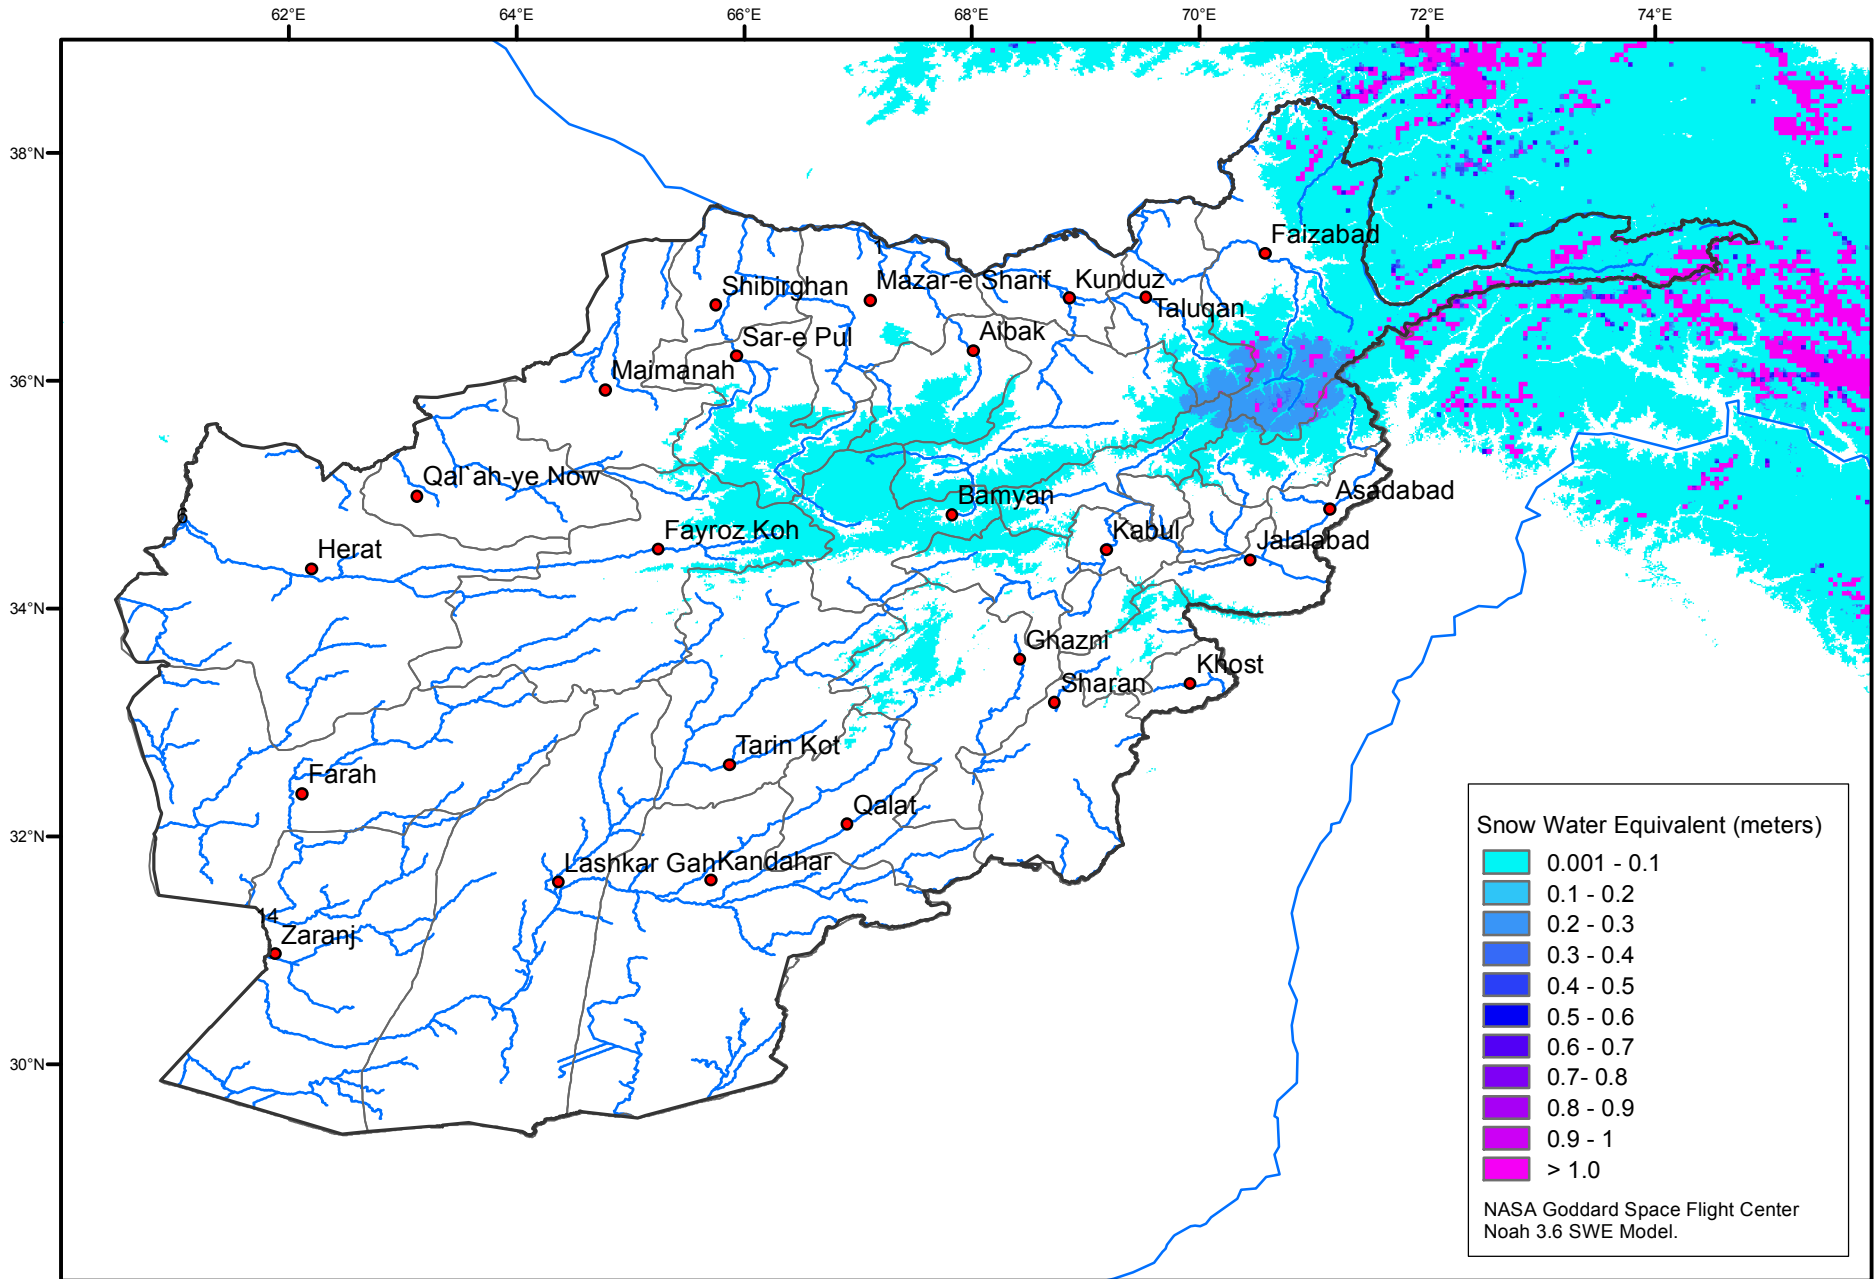 62°E 64°E 66°E 68°E 70°E 72°E 74°E
38°N
36°N
34°N
32°N
30°N
Faizabad
1
Shibirghan
Mazar-e Sharif
Kunduz
Taluqan
Sar-e Pul
Aibak
Maimanah
Qal`ah-ye Now
Bamyan
Asadabad
Fayroz Koh
Kabul
Jalalabad
Herat
Ghazni
Khost
Sharan
Tarin Kot
Farah
Qalat
Lashkar Gah
Kandahar
14
Zaranj
Snow Water Equivalent (meters)
0.001 - 0.1
0.1 - 0.2
0.2 - 0.3
0.3 - 0.4
0.4 - 0.5
0.5 - 0.6
0.6 - 0.7
0.7- 0.8
0.8 - 0.9
0.9 - 1
> 1.0
NASA Goddard Space Flight Center
Noah 3.6 SWE Model.